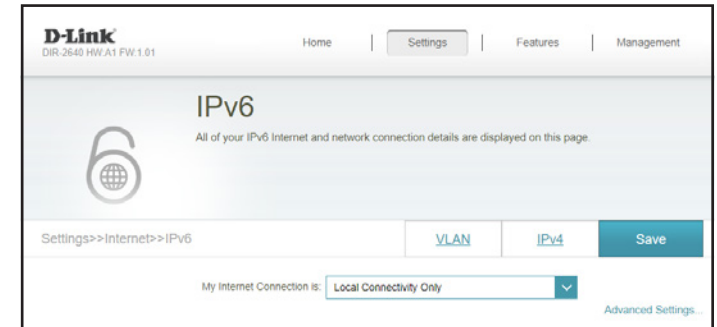 D-Link
DIR-2640 HW:A1 FW:1.01
Home | Settings | Features | Management
IPv6
All of your IPv6 Internet and network connection details are displayed on this page.
Settings>>Internet>>IPv6
VLAN
IPv4
Save
My Internet Connection is: Local Connectivity Only
Advanced Settings...